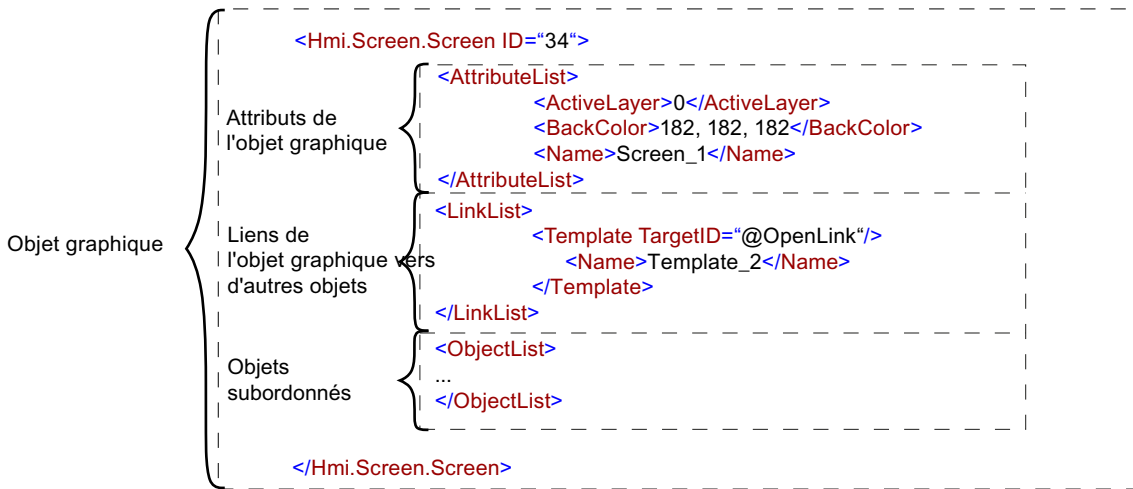 <Hmi.Screen.Screen ID=“34“>
<AttributeList>
<ActiveLayer>0</ActiveLayer>
Attributs de
l'objet graphique
<BackColor>182, 182, 182</BackColor>
<Name>Screen_1</Name>
</AttributeList>
<LinkList>
Objet graphique
Liens de
l'objet graphique vers
d'autres objets
<Template TargetID=“@OpenLink“/>
<Name>Template_2</Name>
</Template>
</LinkList>
<ObjectList>
Objets
subordonnés
...
</ObjectList>
</Hmi.Screen.Screen>